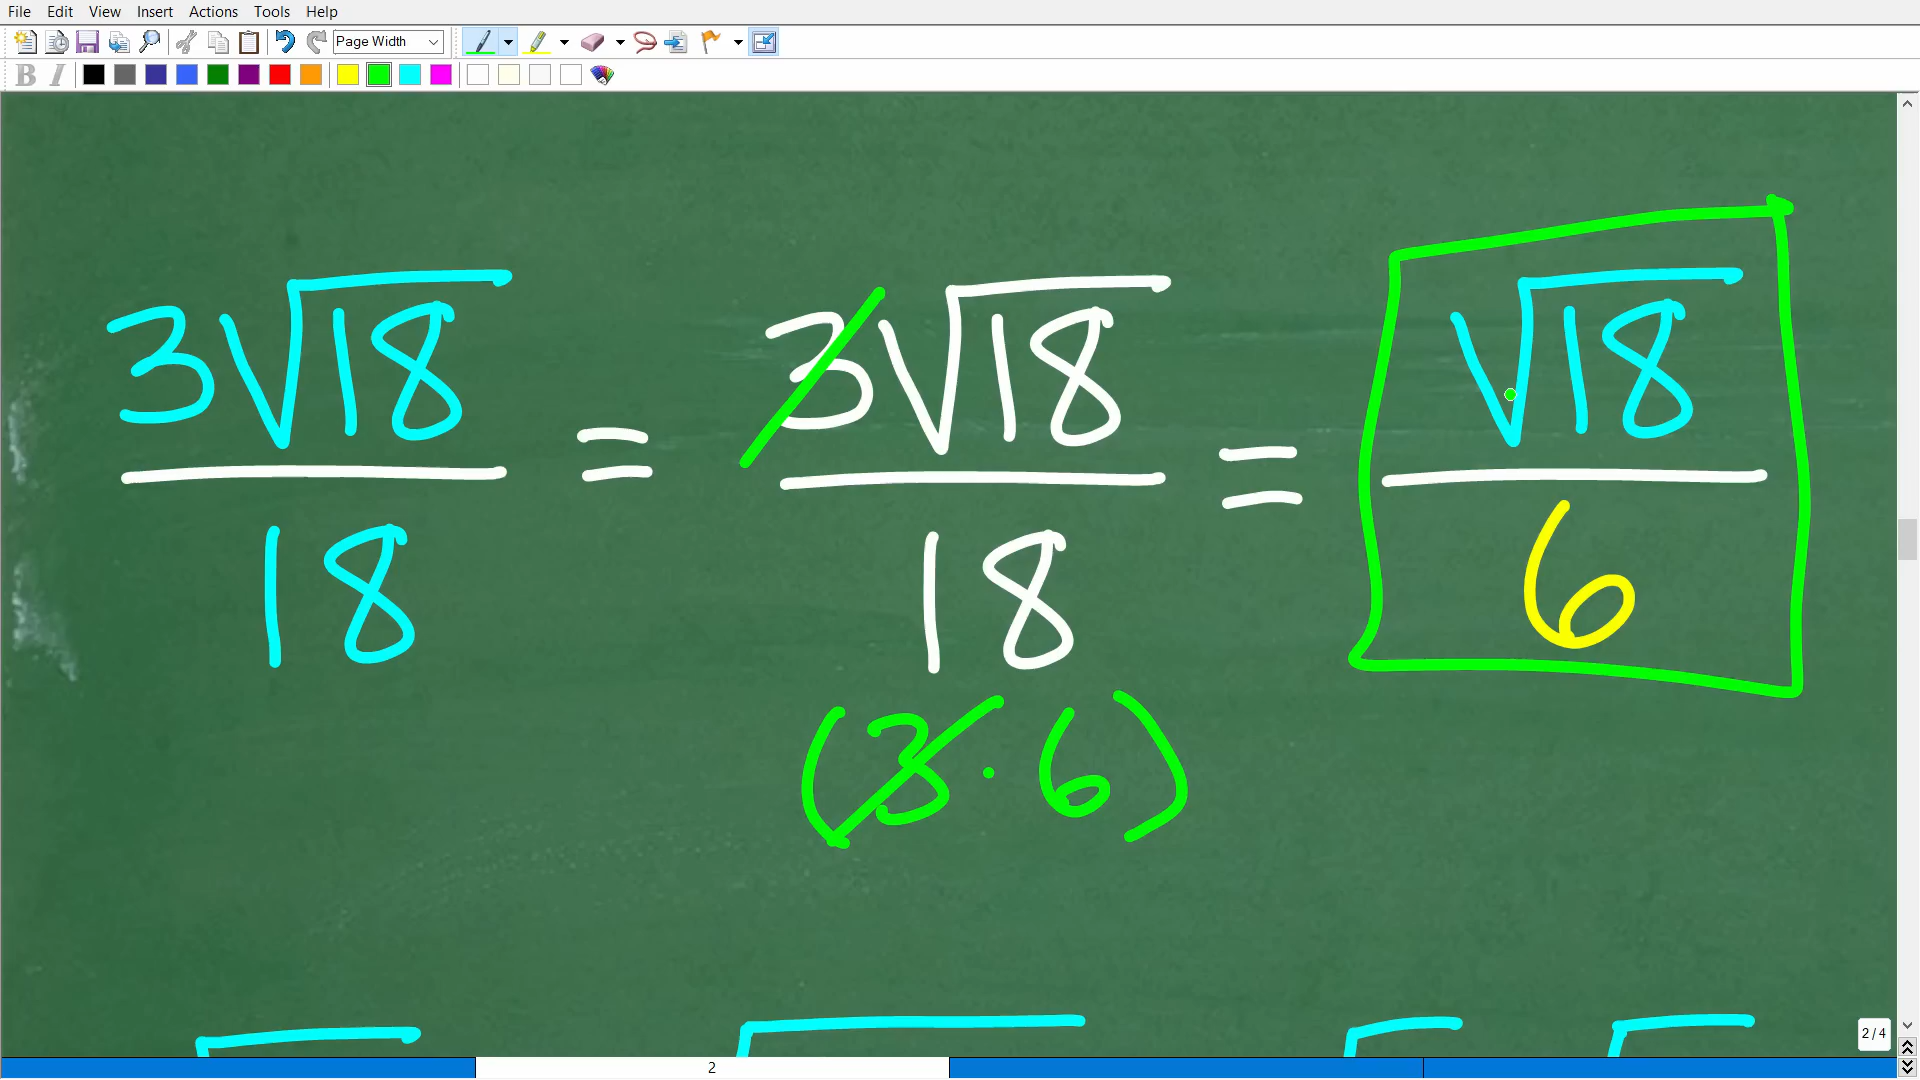 File Edit View Insert Actions Tools Help
Page Width
B I
3√18 = 3√18 = √18
18 18 6
(3 · 6)
2 / 4
2